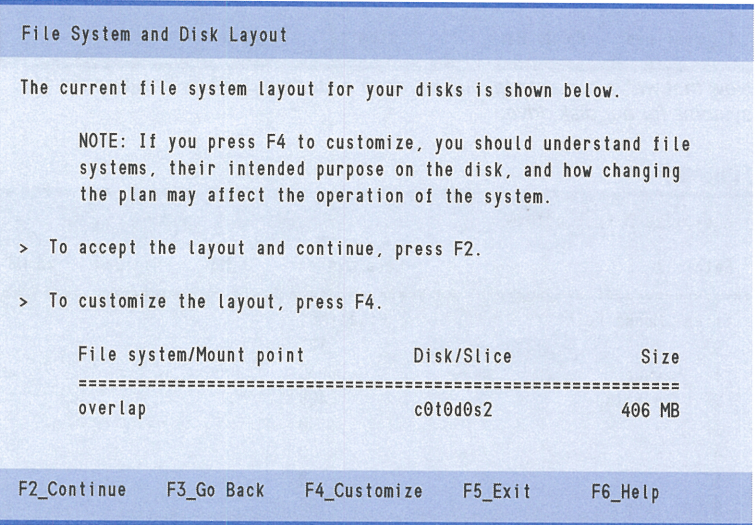 File System and Disk Layout
The current file system layout for your disks is shown below.
NOTE: If you press F4 to customize, you should understand file
systems, their intended purpose on the disk, and how changing
the plan may affect the operation of the system.
> To accept the layout and continue, press F2.
> To customize the layout, press F4.
File system/Mount point Disk/Slice Size
=============================================================
overlap c0t0d0s2 406 MB
F2_Continue F3_Go Back F4_Customize F5_Exit F6_Help